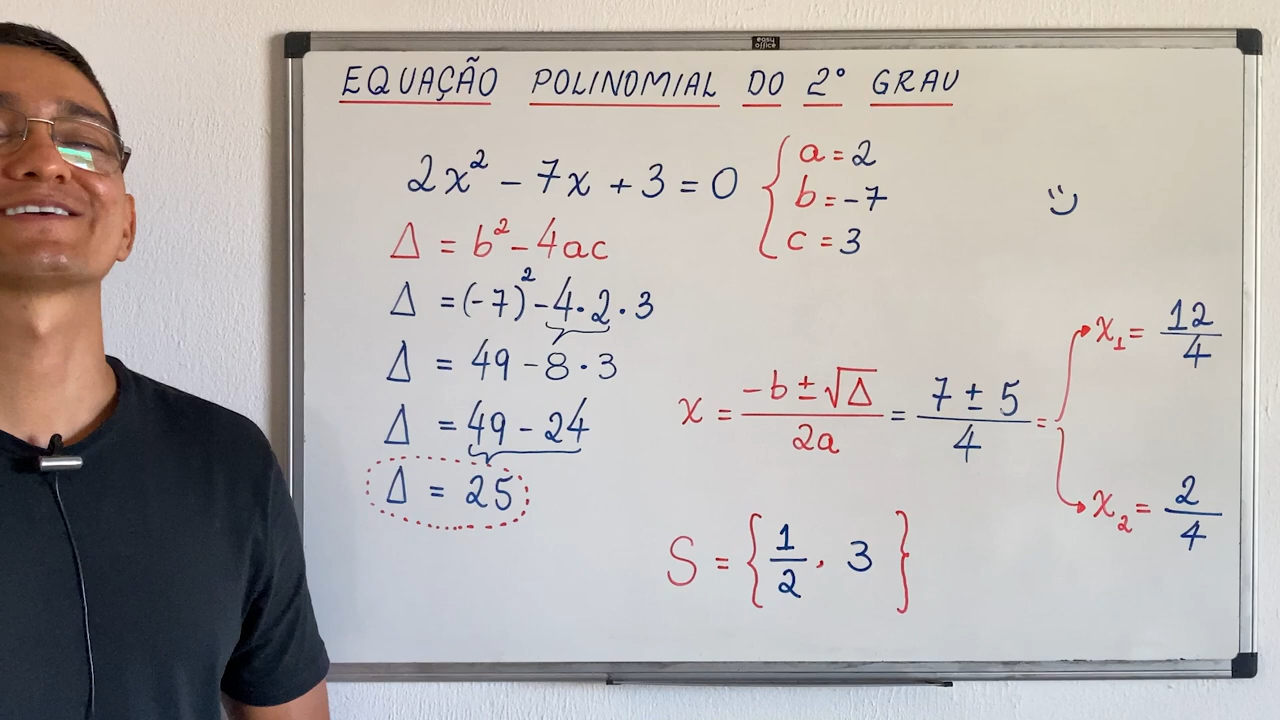 easy office
EQUAÇÃO POLINOMIAL DO 2° GRAU
2x² - 7x + 3 = 0 { a = 2
b = -7
c = 3
Δ = b² - 4ac
Δ = (-7)² - 4 · 2 · 3
Δ = 49 - 8 · 3
Δ = 49 - 24
Δ = 25
x = (-b ± √Δ)/2a = (7 ± 5)/4 =
x₁ = 12/4
x₂ = 2/4
S = { 1/2 , 3 }